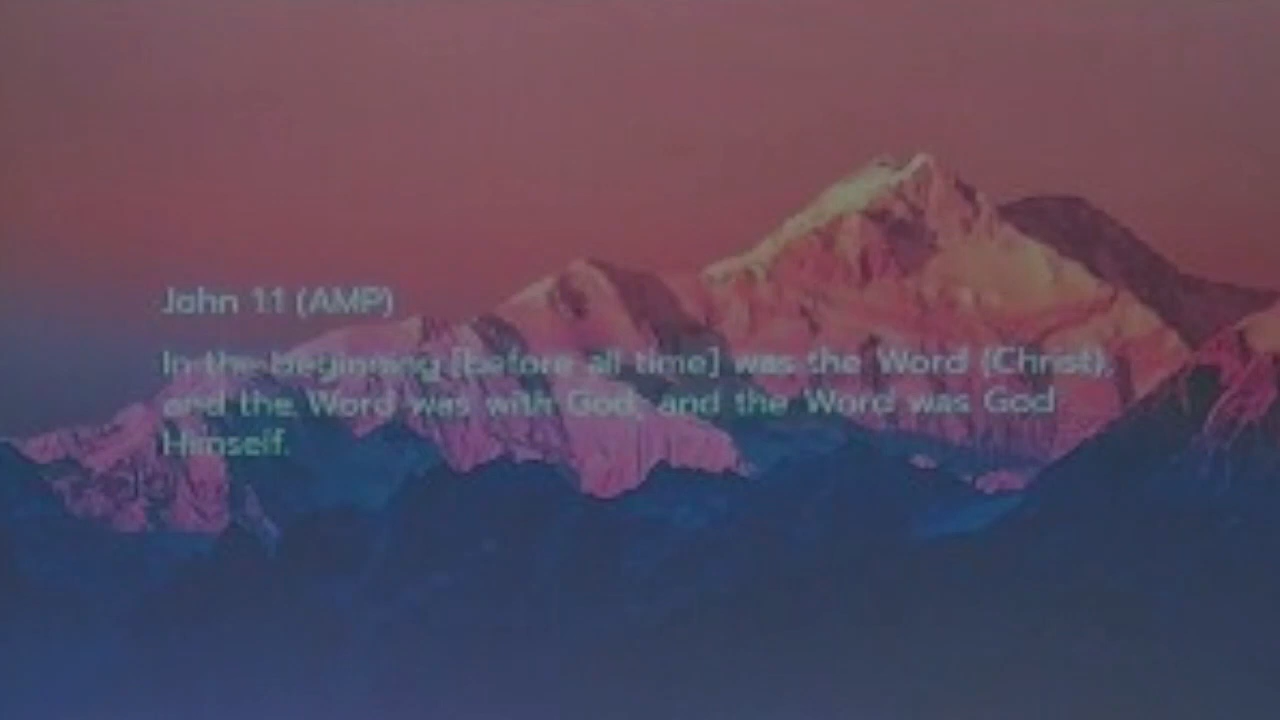 John 1:1 (AMP)
In the beginning [before all time] was the Word (Christ),
and the Word was with God, and the Word was God
Himself.